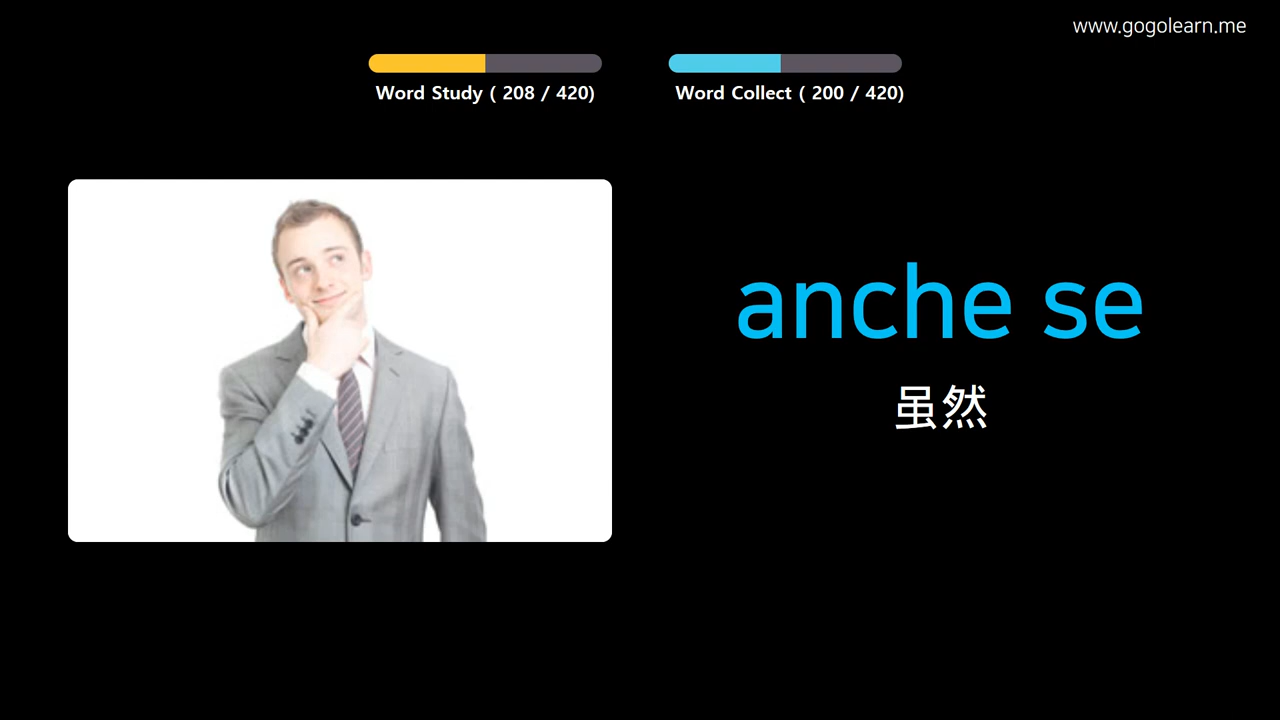 www.gogolearn.me
Word Study ( 208 / 420)
Word Collect ( 200 / 420)
anche se
虽然